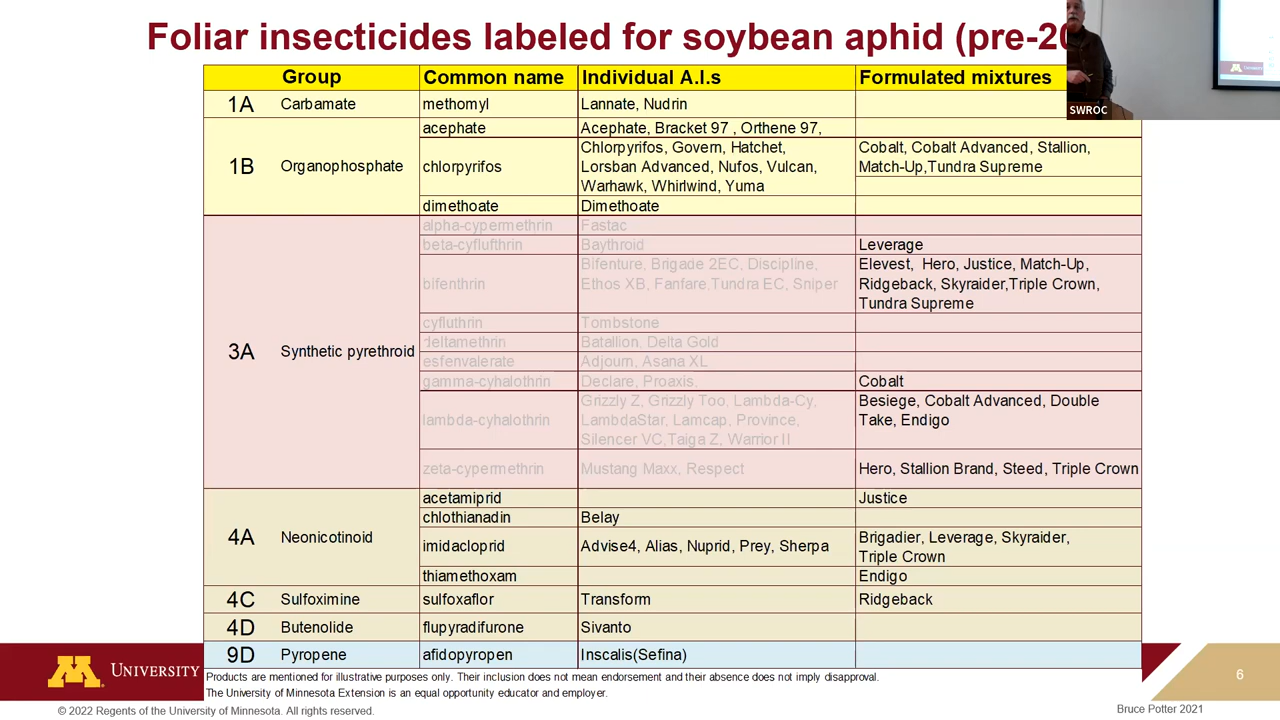 Foliar insecticides labeled for soybean aphid (pre-20
SWROC
Group Common name Individual A.I.s Formulated mixtures
1A Carbamate methomyl Lannate, Nudrin
1B Organophosphate
acephate Acephate, Bracket 97 , Orthene 97,
chlorpyrifos
Chlorpyrifos, Govern, Hatchet,
Lorsban Advanced, Nufos, Vulcan,
Warhawk, Whirlwind, Yuma
Cobalt, Cobalt Advanced, Stallion,
Match-Up,Tundra Supreme
dimethoate Dimethoate
3A Synthetic pyrethroid
alpha-cypermethrin Fastac
beta-cyflufthrin Baythroid Leverage
bifenthrin
Bifenture, Brigade 2EC, Discipline,
Ethos XB, Fanfare,Tundra EC, Sniper
Elevest, Hero, Justice, Match-Up,
Ridgeback, Skyraider,Triple Crown,
Tundra Supreme
cyfluthrin Tombstone
deltamethrin Batallion, Delta Gold
esfenvalerate Adjourn, Asana XL
gamma-cyhalothrin Declare, Proaxis, Cobalt
lambda-cyhalothrin
Grizzly Z, Grizzly Too, Lambda-Cy,
LambdaStar, Lamcap, Province,
Silencer VC,Taiga Z, Warrior II
Besiege, Cobalt Advanced, Double
Take, Endigo
zeta-cypermethrin Mustang Maxx, Respect Hero, Stallion Brand, Steed, Triple Crown
4A Neonicotinoid
acetamiprid Justice
chlothianadin Belay
imidacloprid Advise4, Alias, Nuprid, Prey, Sherpa
Brigadier, Leverage, Skyraider,
Triple Crown
thiamethoxam Endigo
4C Sulfoximine sulfoxaflor Transform Ridgeback
4D Butenolide flupyradifurone Sivanto
9D Pyropene afidopyropen Inscalis(Sefina)
M UNIVERSITY
Products are mentioned for illustrative purposes only. Their inclusion does not mean endorsement and their absence does not imply disapproval.
The University of Minnesota Extension is an equal opportunity educator and employer.
6
© 2022 Regents of the University of Minnesota. All rights reserved.
Bruce Potter 2021